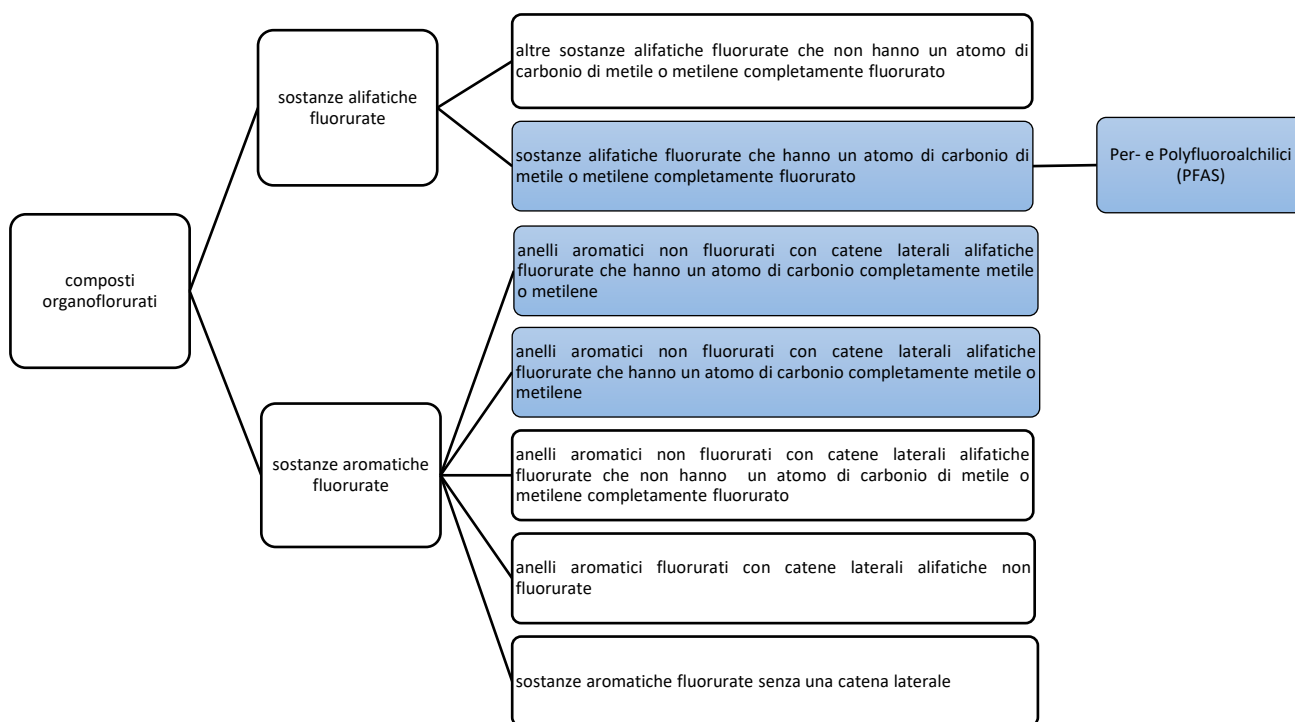 altre sostanze alifatiche fluorurate che non hanno un atomo di
carbonio di metile o metilene completamente fluorurato
sostanze alifatiche
fluorurate
sostanze alifatiche fluorurate che hanno un atomo di carbonio di
metile o metilene completamente fluorurato
Per- e Polyfluoroalchilici
(PFAS)
composti
organoflorurati
anelli aromatici non fluorurati con catene laterali alifatiche
fluorurate che hanno un atomo di carbonio completamente metile
o metilene
anelli aromatici non fluorurati con catene laterali alifatiche
fluorurate che hanno un atomo di carbonio completamente metile o
metilene
sostanze aromatiche
fluorurate
anelli aromatici non fluorurati con catene laterali alifatiche
fluorurate che non hanno un atomo di carbonio di metile o
metilene completamente fluorurato
anelli aromatici fluorurati con catene laterali alifatiche non
fluorurate
sostanze aromatiche fluorurate senza una catena laterale